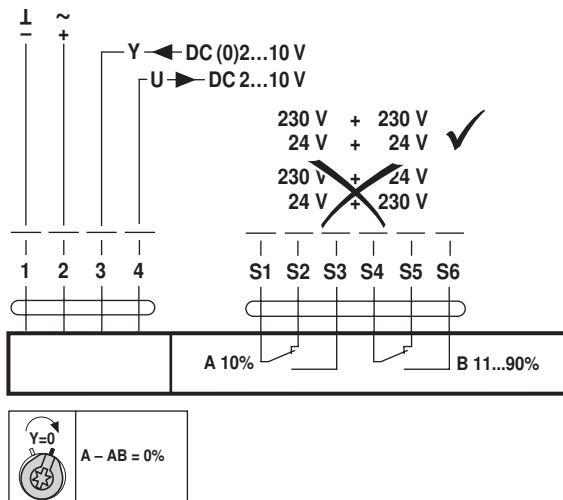 ⊥ ~
– +
Y DC (0)2...10 V
U DC 2...10 V
230 V + 230 V
24 V + 24 V
230 V + 24 V
24 V + 230 V
1 2 3 4 S1 S2 S3 S4 S5 S6
A 10% B 11...90%
Y=0
A – AB = 0%